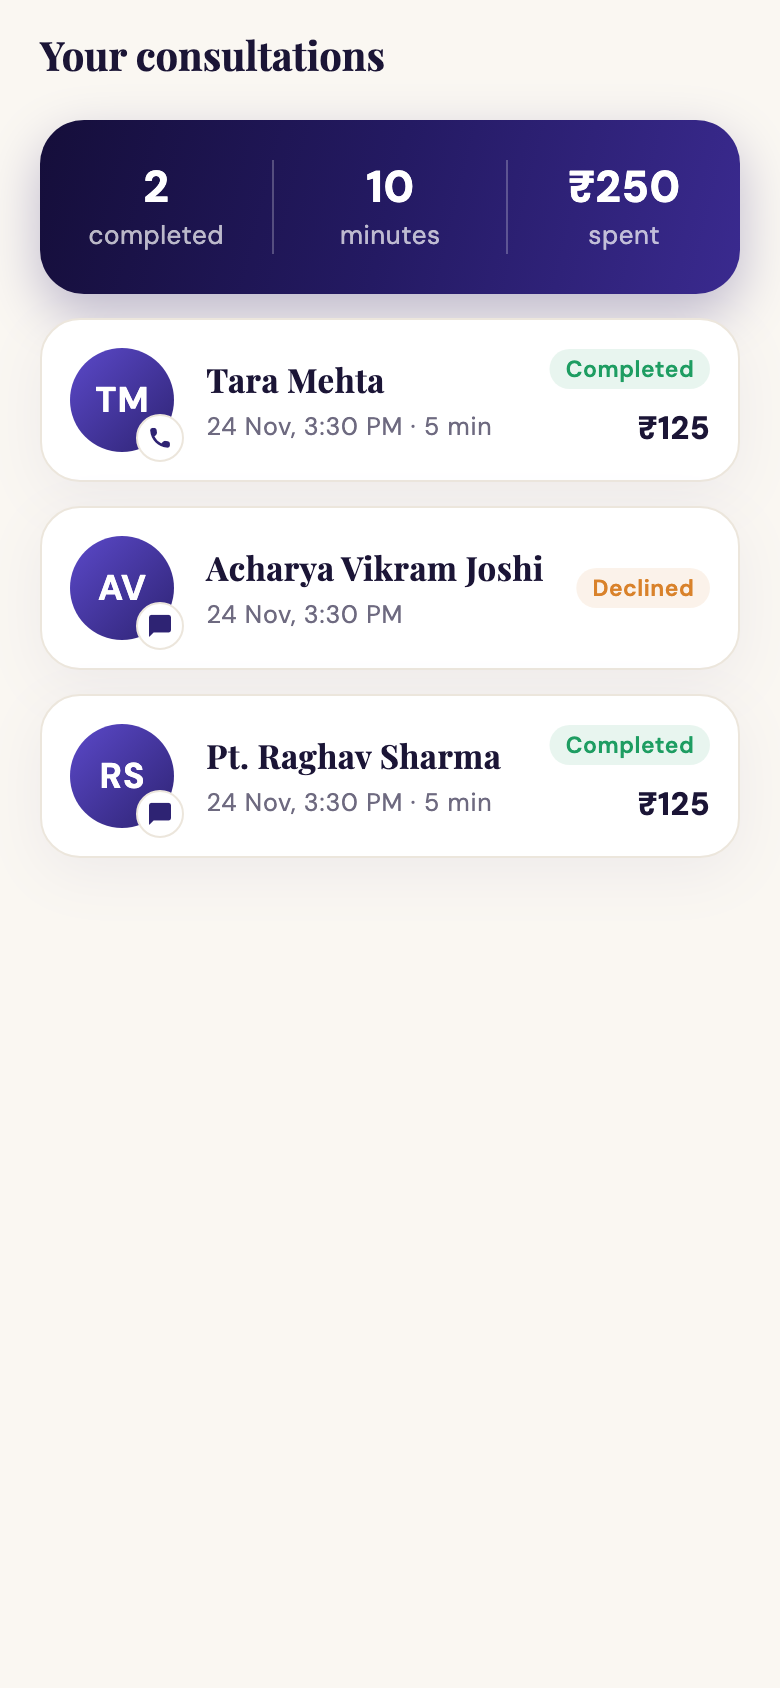 Your consultations
2
completed
10
minutes
₹250
spent
TM
Tara Mehta
24 Nov, 3:30 PM · 5 min
Completed
₹125
AV
Acharya Vikram Joshi
24 Nov, 3:30 PM
Declined
RS
Pt. Raghav Sharma
24 Nov, 3:30 PM · 5 min
Completed
₹125